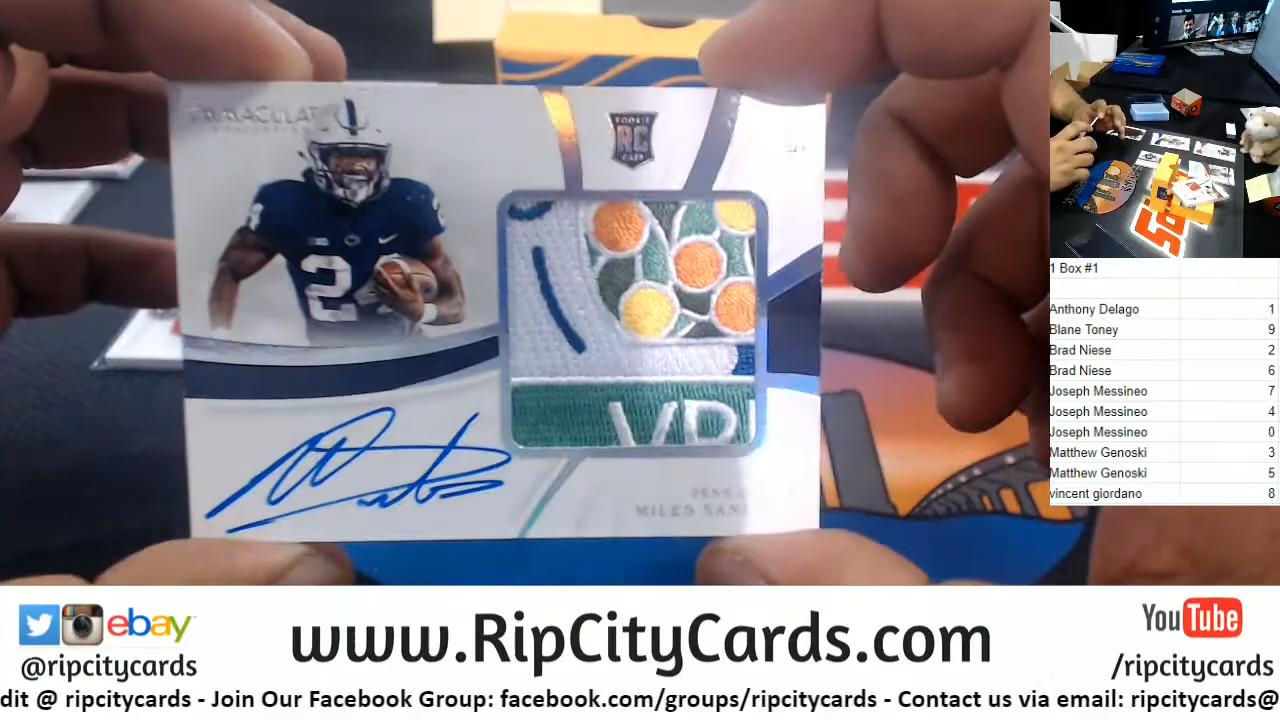 IMMACULATE
COLLECTION
ROOKIE
RC
CARD
24
MILES SAN
1 Box #1
Anthony Delago 1
Blane Toney 9
Brad Niese 2
Brad Niese 6
Joseph Messineo 7
Joseph Messineo 4
Joseph Messineo 0
Matthew Genoski 3
Matthew Genoski 5
vincent giordano 8
ebay
@ripcitycards
www.RipCityCards.com
YouTube
/ripcitycards
dit @ ripcitycards - Join Our Facebook Group: facebook.com/groups/ripcitycards - Contact us via email: ripcitycards@